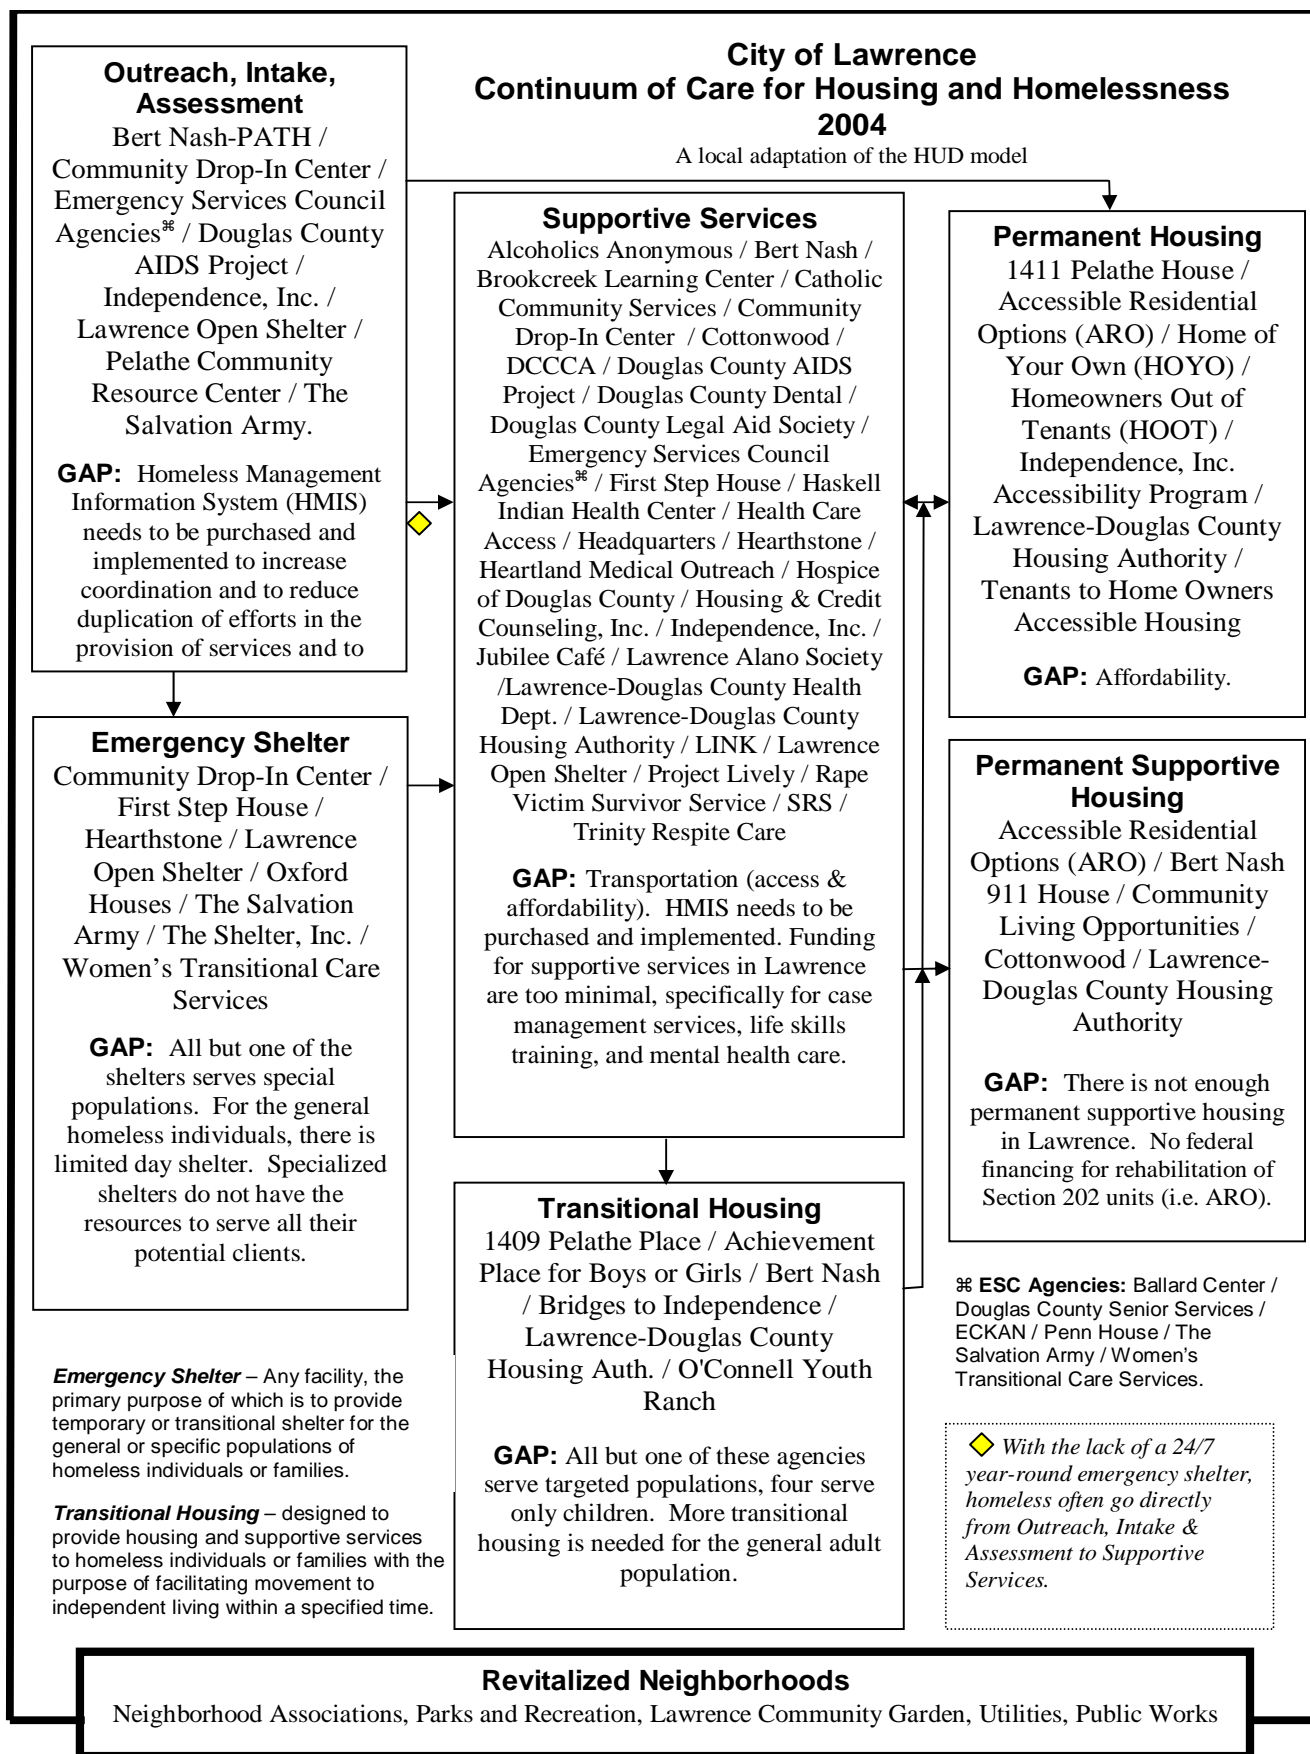 City of Lawrence
Continuum of Care for Housing and Homelessness
2004
A local adaptation of the HUD model
Outreach, Intake,
Assessment
Bert Nash-PATH /
Community Drop-In Center /
Emergency Services Council
Agencies⌘ / Douglas County
AIDS Project /
Independence, Inc. /
Lawrence Open Shelter /
Pelathe Community
Resource Center / The
Salvation Army.
GAP: Homeless Management
Information System (HMIS)
needs to be purchased and
implemented to increase
coordination and to reduce
duplication of efforts in the
provision of services and to
Emergency Shelter
Community Drop-In Center /
First Step House /
Hearthstone / Lawrence
Open Shelter / Oxford
Houses / The Salvation
Army / The Shelter, Inc. /
Women’s Transitional Care
Services
GAP: All but one of the
shelters serves special
populations. For the general
homeless individuals, there is
limited day shelter. Specialized
shelters do not have the
resources to serve all their
potential clients.
Emergency Shelter – Any facility, the
primary purpose of which is to provide
temporary or transitional shelter for the
general or specific populations of
homeless individuals or families.
Transitional Housing – designed to
provide housing and supportive services
to homeless individuals or families with the
purpose of facilitating movement to
independent living within a specified time.
Supportive Services
Alcoholics Anonymous / Bert Nash /
Brookcreek Learning Center / Catholic
Community Services / Community
Drop-In Center / Cottonwood /
DCCCA / Douglas County AIDS
Project / Douglas County Dental /
Douglas County Legal Aid Society /
Emergency Services Council
Agencies⌘ / First Step House / Haskell
Indian Health Center / Health Care
Access / Headquarters / Hearthstone /
Heartland Medical Outreach / Hospice
of Douglas County / Housing & Credit
Counseling, Inc. / Independence, Inc. /
Jubilee Café / Lawrence Alano Society
/Lawrence-Douglas County Health
Dept. / Lawrence-Douglas County
Housing Authority / LINK / Lawrence
Open Shelter / Project Lively / Rape
Victim Survivor Service / SRS /
Trinity Respite Care
GAP: Transportation (access &
affordability). HMIS needs to be
purchased and implemented. Funding
for supportive services in Lawrence
are too minimal, specifically for case
management services, life skills
training, and mental health care.
Transitional Housing
1409 Pelathe Place / Achievement
Place for Boys or Girls / Bert Nash
/ Bridges to Independence /
Lawrence-Douglas County
Housing Auth. / O'Connell Youth
Ranch
GAP: All but one of these agencies
serve targeted populations, four serve
only children. More transitional
housing is needed for the general adult
population.
Permanent Housing
1411 Pelathe House /
Accessible Residential
Options (ARO) / Home of
Your Own (HOYO) /
Homeowners Out of
Tenants (HOOT) /
Independence, Inc.
Accessibility Program /
Lawrence-Douglas County
Housing Authority /
Tenants to Home Owners
Accessible Housing
GAP: Affordability.
Permanent Supportive
Housing
Accessible Residential
Options (ARO) / Bert Nash
911 House / Community
Living Opportunities /
Cottonwood / Lawrence-
Douglas County Housing
Authority
GAP: There is not enough
permanent supportive housing
in Lawrence. No federal
financing for rehabilitation of
Section 202 units (i.e. ARO).
⌘ ESC Agencies: Ballard Center /
Douglas County Senior Services /
ECKAN / Penn House / The
Salvation Army / Women’s
Transitional Care Services.
With the lack of a 24/7
year-round emergency shelter,
homeless often go directly
from Outreach, Intake &
Assessment to Supportive
Services.
Revitalized Neighborhoods
Neighborhood Associations, Parks and Recreation, Lawrence Community Garden, Utilities, Public Works